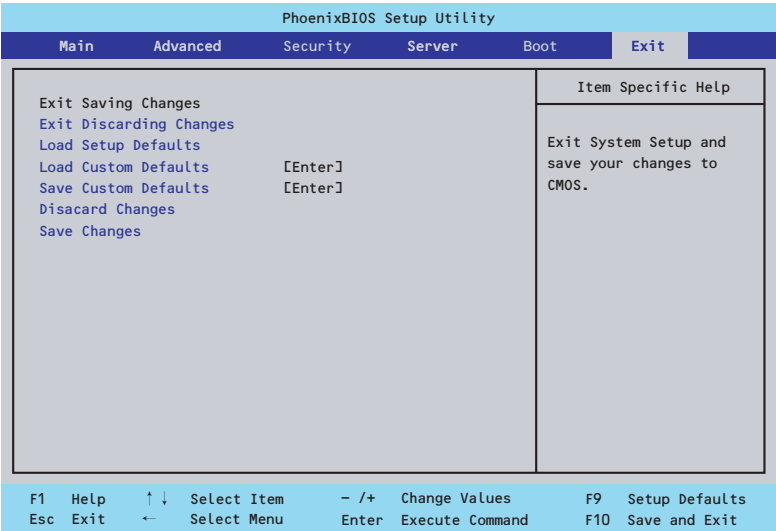 PhoenixBIOS Setup Utility
Main Advanced Security Server Boot Exit
Item Specific Help
Exit Saving Changes
Exit Discarding Changes
Load Setup Defaults
Load Custom Defaults [Enter]
Save Custom Defaults [Enter]
Disacard Changes
Save Changes
Exit System Setup and
save your changes to
CMOS.
F1 Help ↑↓ Select Item − /+ Change Values F9 Setup Defaults
Esc Exit ← Select Menu Enter Execute Command F10 Save and Exit